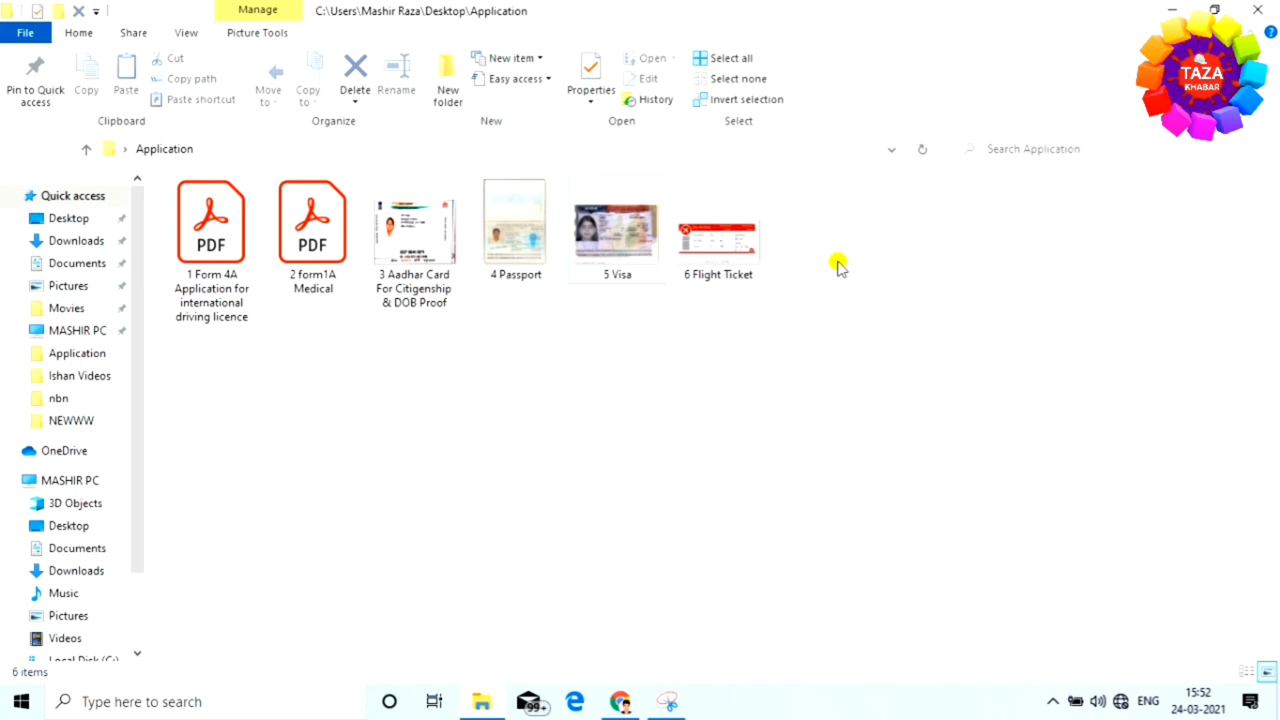 Manage
C:\Users\Mashir Raza\Desktop\Application
File
Home
Share
View
Picture Tools
Pin to Quick access
Copy
Paste
Cut
Copy path
Paste shortcut
Move to
Copy to
Delete
Rename
New folder
New item
Easy access
Properties
Open
Edit
History
Select all
Select none
Invert selection
Clipboard
Organize
New
Open
Select
TAZA
KHABAR
Application
Search Application
Quick access
Desktop
Downloads
Documents
Pictures
Movies
MASHIR PC
Application
Ishan Videos
nbn
NEWWW
OneDrive
MASHIR PC
3D Objects
Desktop
Documents
Downloads
Music
Pictures
Videos
Local Disk (C:)
PDF
1 Form 4A
Application for
international
driving licence
PDF
2 form1A
Medical
3 Aadhar Card
For Citigenship
& DOB Proof
4 Passport
5 Visa
6 Flight Ticket
6 items
Type here to search
99+
ENG
15:52
24-03-2021